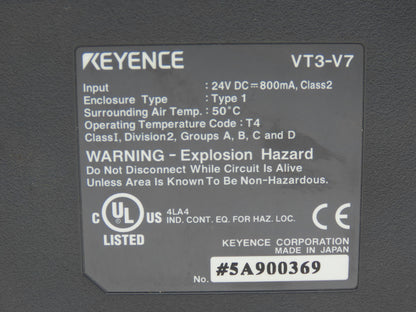 KEYENCE VT3-V7
Input : 24V DC⎓800mA, Class2
Enclosure Type : Type 1
Surrounding Air Temp. : 50°C
Operating Temperature Code : T4
ClassI, Division2, Groups A, B, C and D
WARNING - Explosion Hazard
Do Not Disconnect While Circuit Is Alive
Unless Area Is Known To Be Non-Hazardous.
C UL US LISTED 4LA4
IND. CONT. EQ. FOR HAZ. LOC.
CE
KEYENCE CORPORATION
MADE IN JAPAN
No. #5A900369